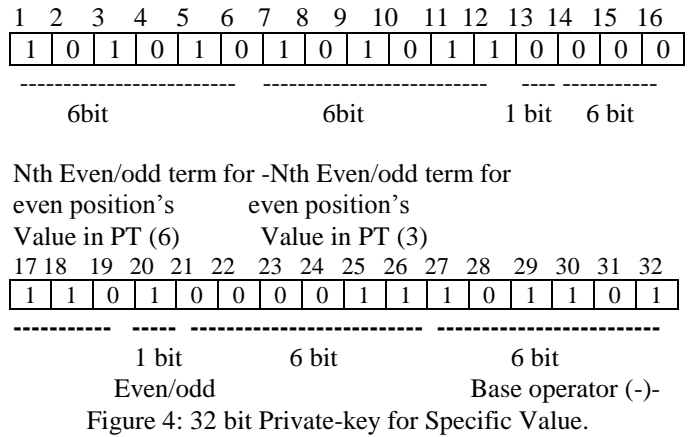 1 2 3 4 5 6 7 8 9 10 11 12 13 14 15 16
1 0 1 0 1 0 1 0 1 0 1 1 0 0 0 0
6bit 6bit 1 bit 6 bit
Nth Even/odd term for -Nth Even/odd term for
even position's even position's
Value in PT (6) Value in PT (3)
17 18 19 20 21 22 23 24 25 26 27 28 29 30 31 32
1 1 0 1 0 0 0 0 1 1 1 0 1 1 0 1
1 bit 6 bit 6 bit
Even/odd Base operator (-)-
Figure 4: 32 bit Private-key for Specific Value.